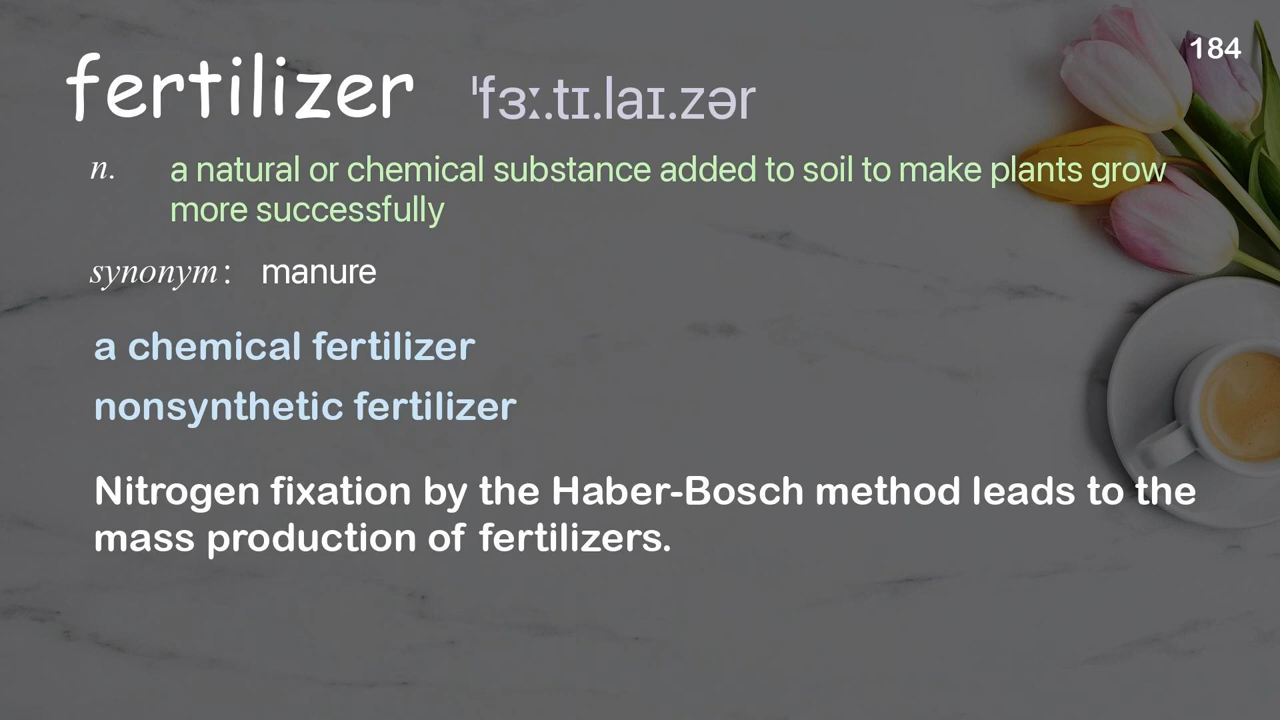 184
fertilizer ˈfɜː.tɪ.laɪ.zər
n. a natural or chemical substance added to soil to make plants grow
more successfully
synonym: manure
a chemical fertilizer
nonsynthetic fertilizer
Nitrogen fixation by the Haber-Bosch method leads to the
mass production of fertilizers.